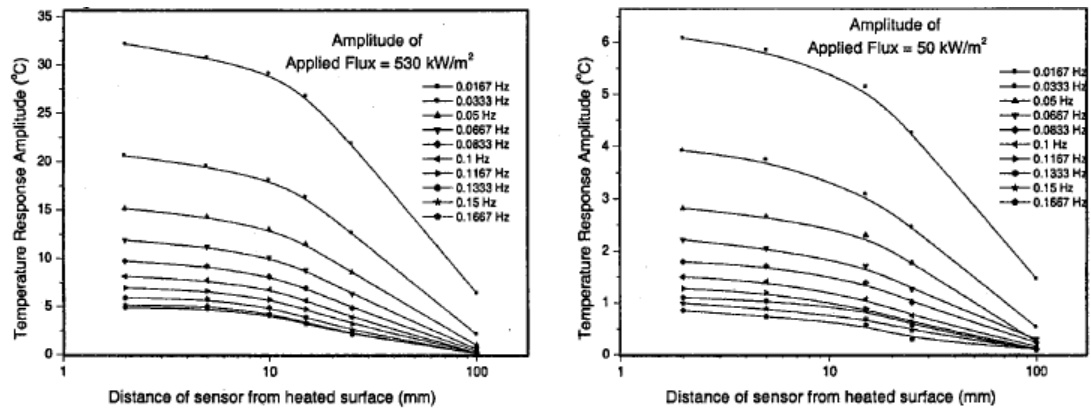 Temperature Response Amplitude (°C)
35
30
25
20
15
10
5
0
1
10
100
Distance of sensor from heated surface (mm)
Amplitude of
Applied Flux = 530 kW/m²
0.0167 Hz
0.0333 Hz
0.05 Hz
0.0667 Hz
0.0833 Hz
0.1 Hz
0.1167 Hz
0.1333 Hz
0.15 Hz
0.1667 Hz
Temperature Response Amplitude (°C)
6
5
4
3
2
1
0
1
10
100
Distance of sensor from heated surface (mm)
Amplitude of
Applied Flux = 50 kW/m²
0.0167 Hz
0.0333 Hz
0.05 Hz
0.0667 Hz
0.0833 Hz
0.1 Hz
0.1167 Hz
0.1333 Hz
0.15 Hz
0.1667 Hz